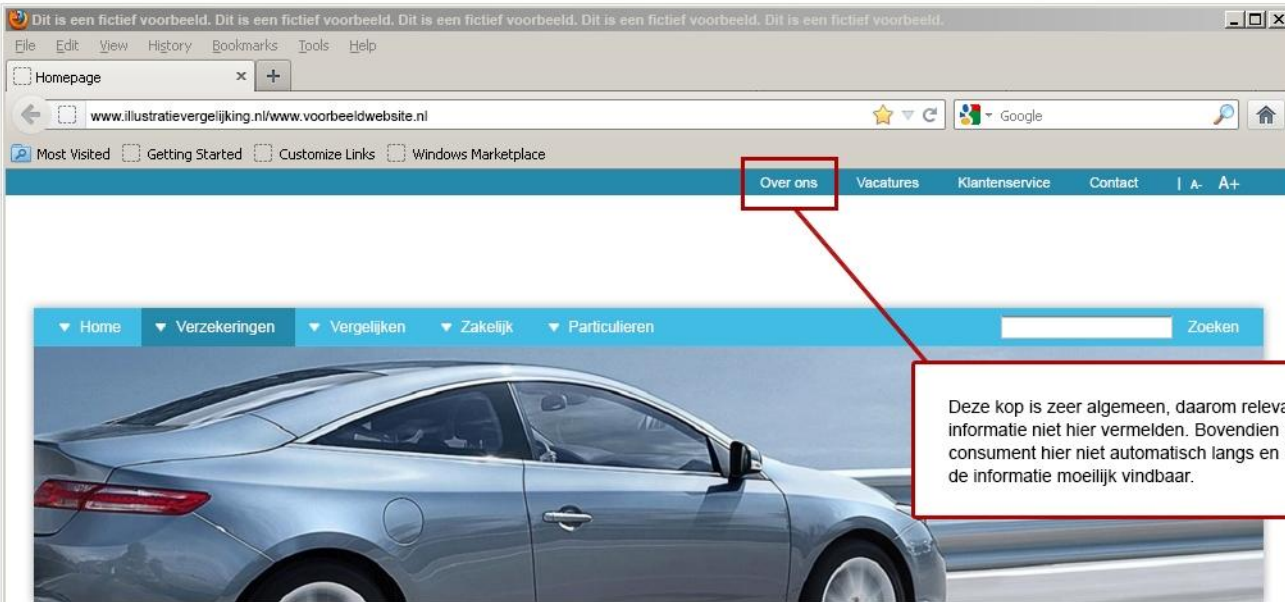 Dit is een fictief voorbeeld. Dit is een fictief voorbeeld. Dit is een fictief voorbeeld. Dit is een fictief voorbeeld. Dit is een fictief voorbeeld.
File Edit View History Bookmarks Tools Help
Homepage
www.illustratievergelijking.nl/www.voorbeeldwebsite.nl Google
Most Visited Getting Started Customize Links Windows Marketplace
Over ons Vacatures Klantenservice Contact | A- A+
Home Verzekeringen Vergelijken Zakelijk Particulieren Zoeken
Deze kop is zeer algemeen, daarom releva
informatie niet hier vermelden. Bovendien
consument hier niet automatisch langs en
de informatie moeilijk vindbaar.